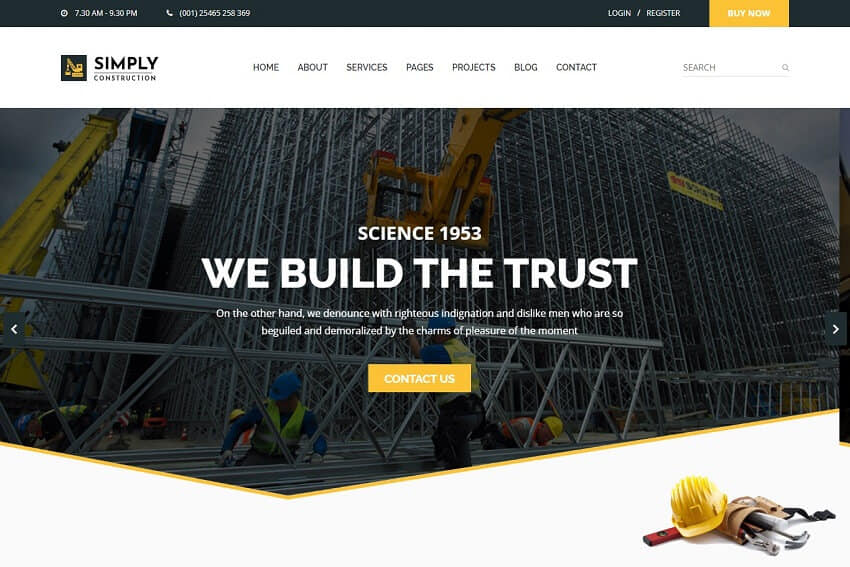 7.30 AM - 9.30 PM
(001) 25465 258 369
LOGIN / REGISTER
BUY NOW
SIMPLY
CONSTRUCTION
HOME
ABOUT
SERVICES
PAGES
PROJECTS
BLOG
CONTACT
SEARCH
SCIENCE 1953
WE BUILD THE TRUST
On the other hand, we denounce with righteous indignation and dislike men who are so
beguiled and demoralized by the charms of pleasure of the moment
CONTACT US